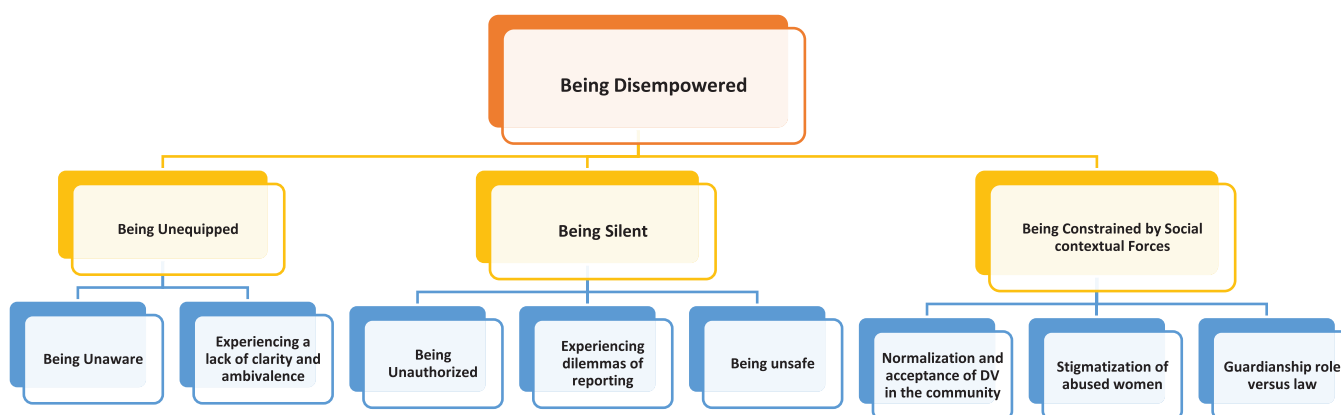 Being Disempowered
Being Unequipped
Being Silent
Being Constrained by Social
contextual Forces
Being Unaware
Experiencing a
lack of clarity and
ambivalence
Being
Unauthorized
Experiencing
dilemmas of
reporting
Being unsafe
Normalization and
acceptance of DV
in the community
Stigmatization of
abused women
Guardianship role
versus law